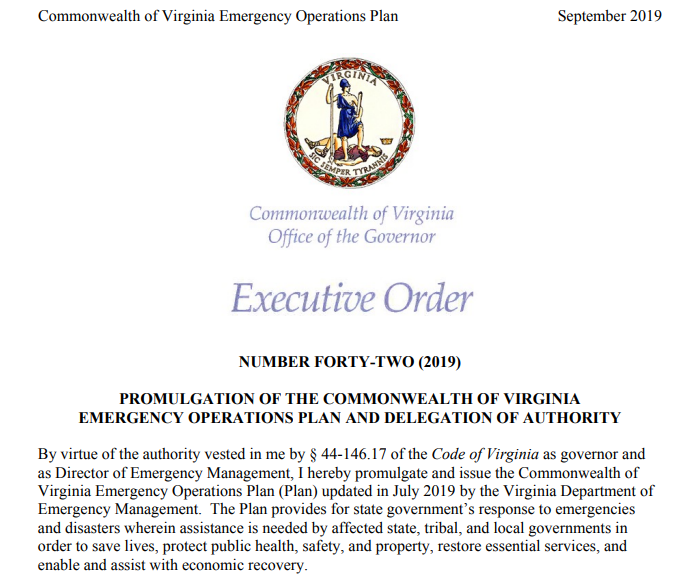 Commonwealth of Virginia Emergency Operations Plan September 2019
VIRGINIA
SIC SEMPER TYRANNIS
Commonwealth of Virginia
Office of the Governor
Executive Order
NUMBER FORTY-TWO (2019)
PROMULGATION OF THE COMMONWEALTH OF VIRGINIA
EMERGENCY OPERATIONS PLAN AND DELEGATION OF AUTHORITY
By virtue of the authority vested in me by § 44-146.17 of the Code of Virginia as governor and
as Director of Emergency Management, I hereby promulgate and issue the Commonwealth of
Virginia Emergency Operations Plan (Plan) updated in July 2019 by the Virginia Department of
Emergency Management. The Plan provides for state government's response to emergencies
and disasters wherein assistance is needed by affected state, tribal, and local governments in
order to save lives, protect public health, safety, and property, restore essential services, and
enable and assist with economic recovery.